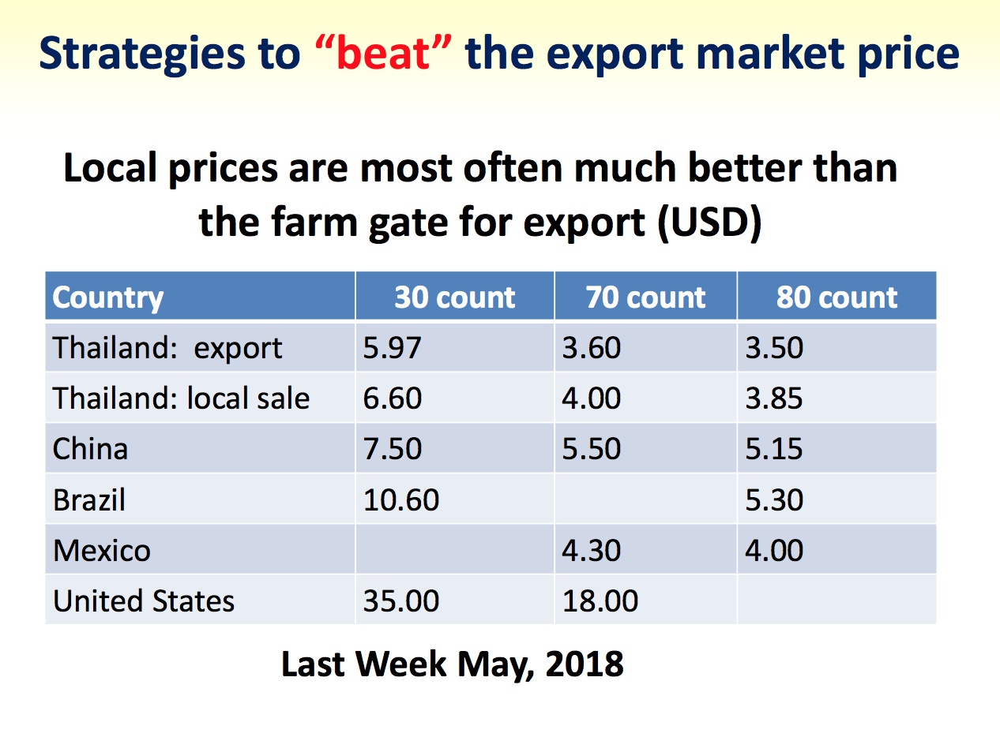 Strategies to “beat” the export market price
Local prices are most often much better than
the farm gate for export (USD)
Country 30 count 70 count 80 count
Thailand:  export 5.97 3.60 3.50
Thailand: local sale 6.60 4.00 3.85
China 7.50 5.50 5.15
Brazil 10.60 5.30
Mexico 4.30 4.00
United States 35.00 18.00
Last Week May, 2018